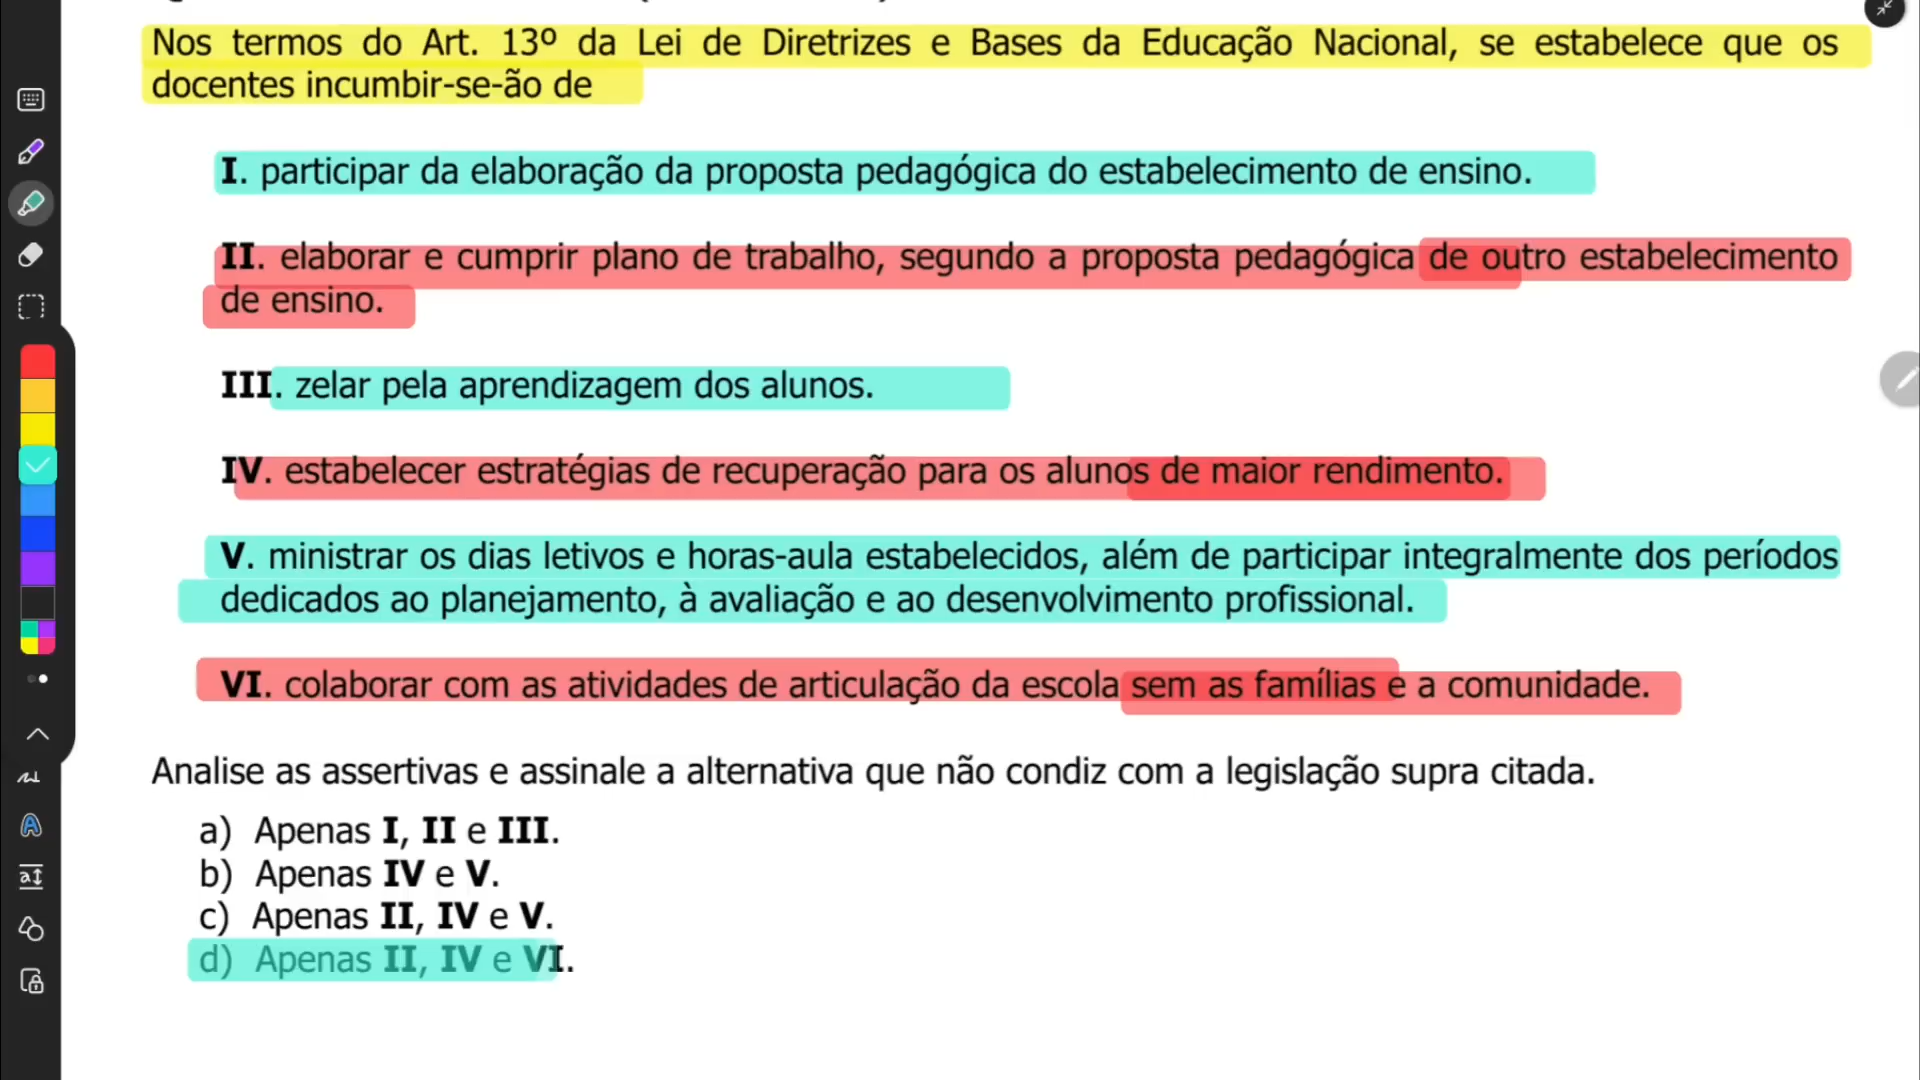 Nos termos do Art. 13º da Lei de Diretrizes e Bases da Educação Nacional, se estabelece que os
docentes incumbir-se-ão de
I. participar da elaboração da proposta pedagógica do estabelecimento de ensino.
II. elaborar e cumprir plano de trabalho, segundo a proposta pedagógica de outro estabelecimento
de ensino.
III. zelar pela aprendizagem dos alunos.
IV. estabelecer estratégias de recuperação para os alunos de maior rendimento.
V. ministrar os dias letivos e horas-aula estabelecidos, além de participar integralmente dos períodos
dedicados ao planejamento, à avaliação e ao desenvolvimento profissional.
VI. colaborar com as atividades de articulação da escola sem as famílias e a comunidade.
Analise as assertivas e assinale a alternativa que não condiz com a legislação supra citada.
a) Apenas I, II e III.
b) Apenas IV e V.
c) Apenas II, IV e V.
d) Apenas II, IV e VI.